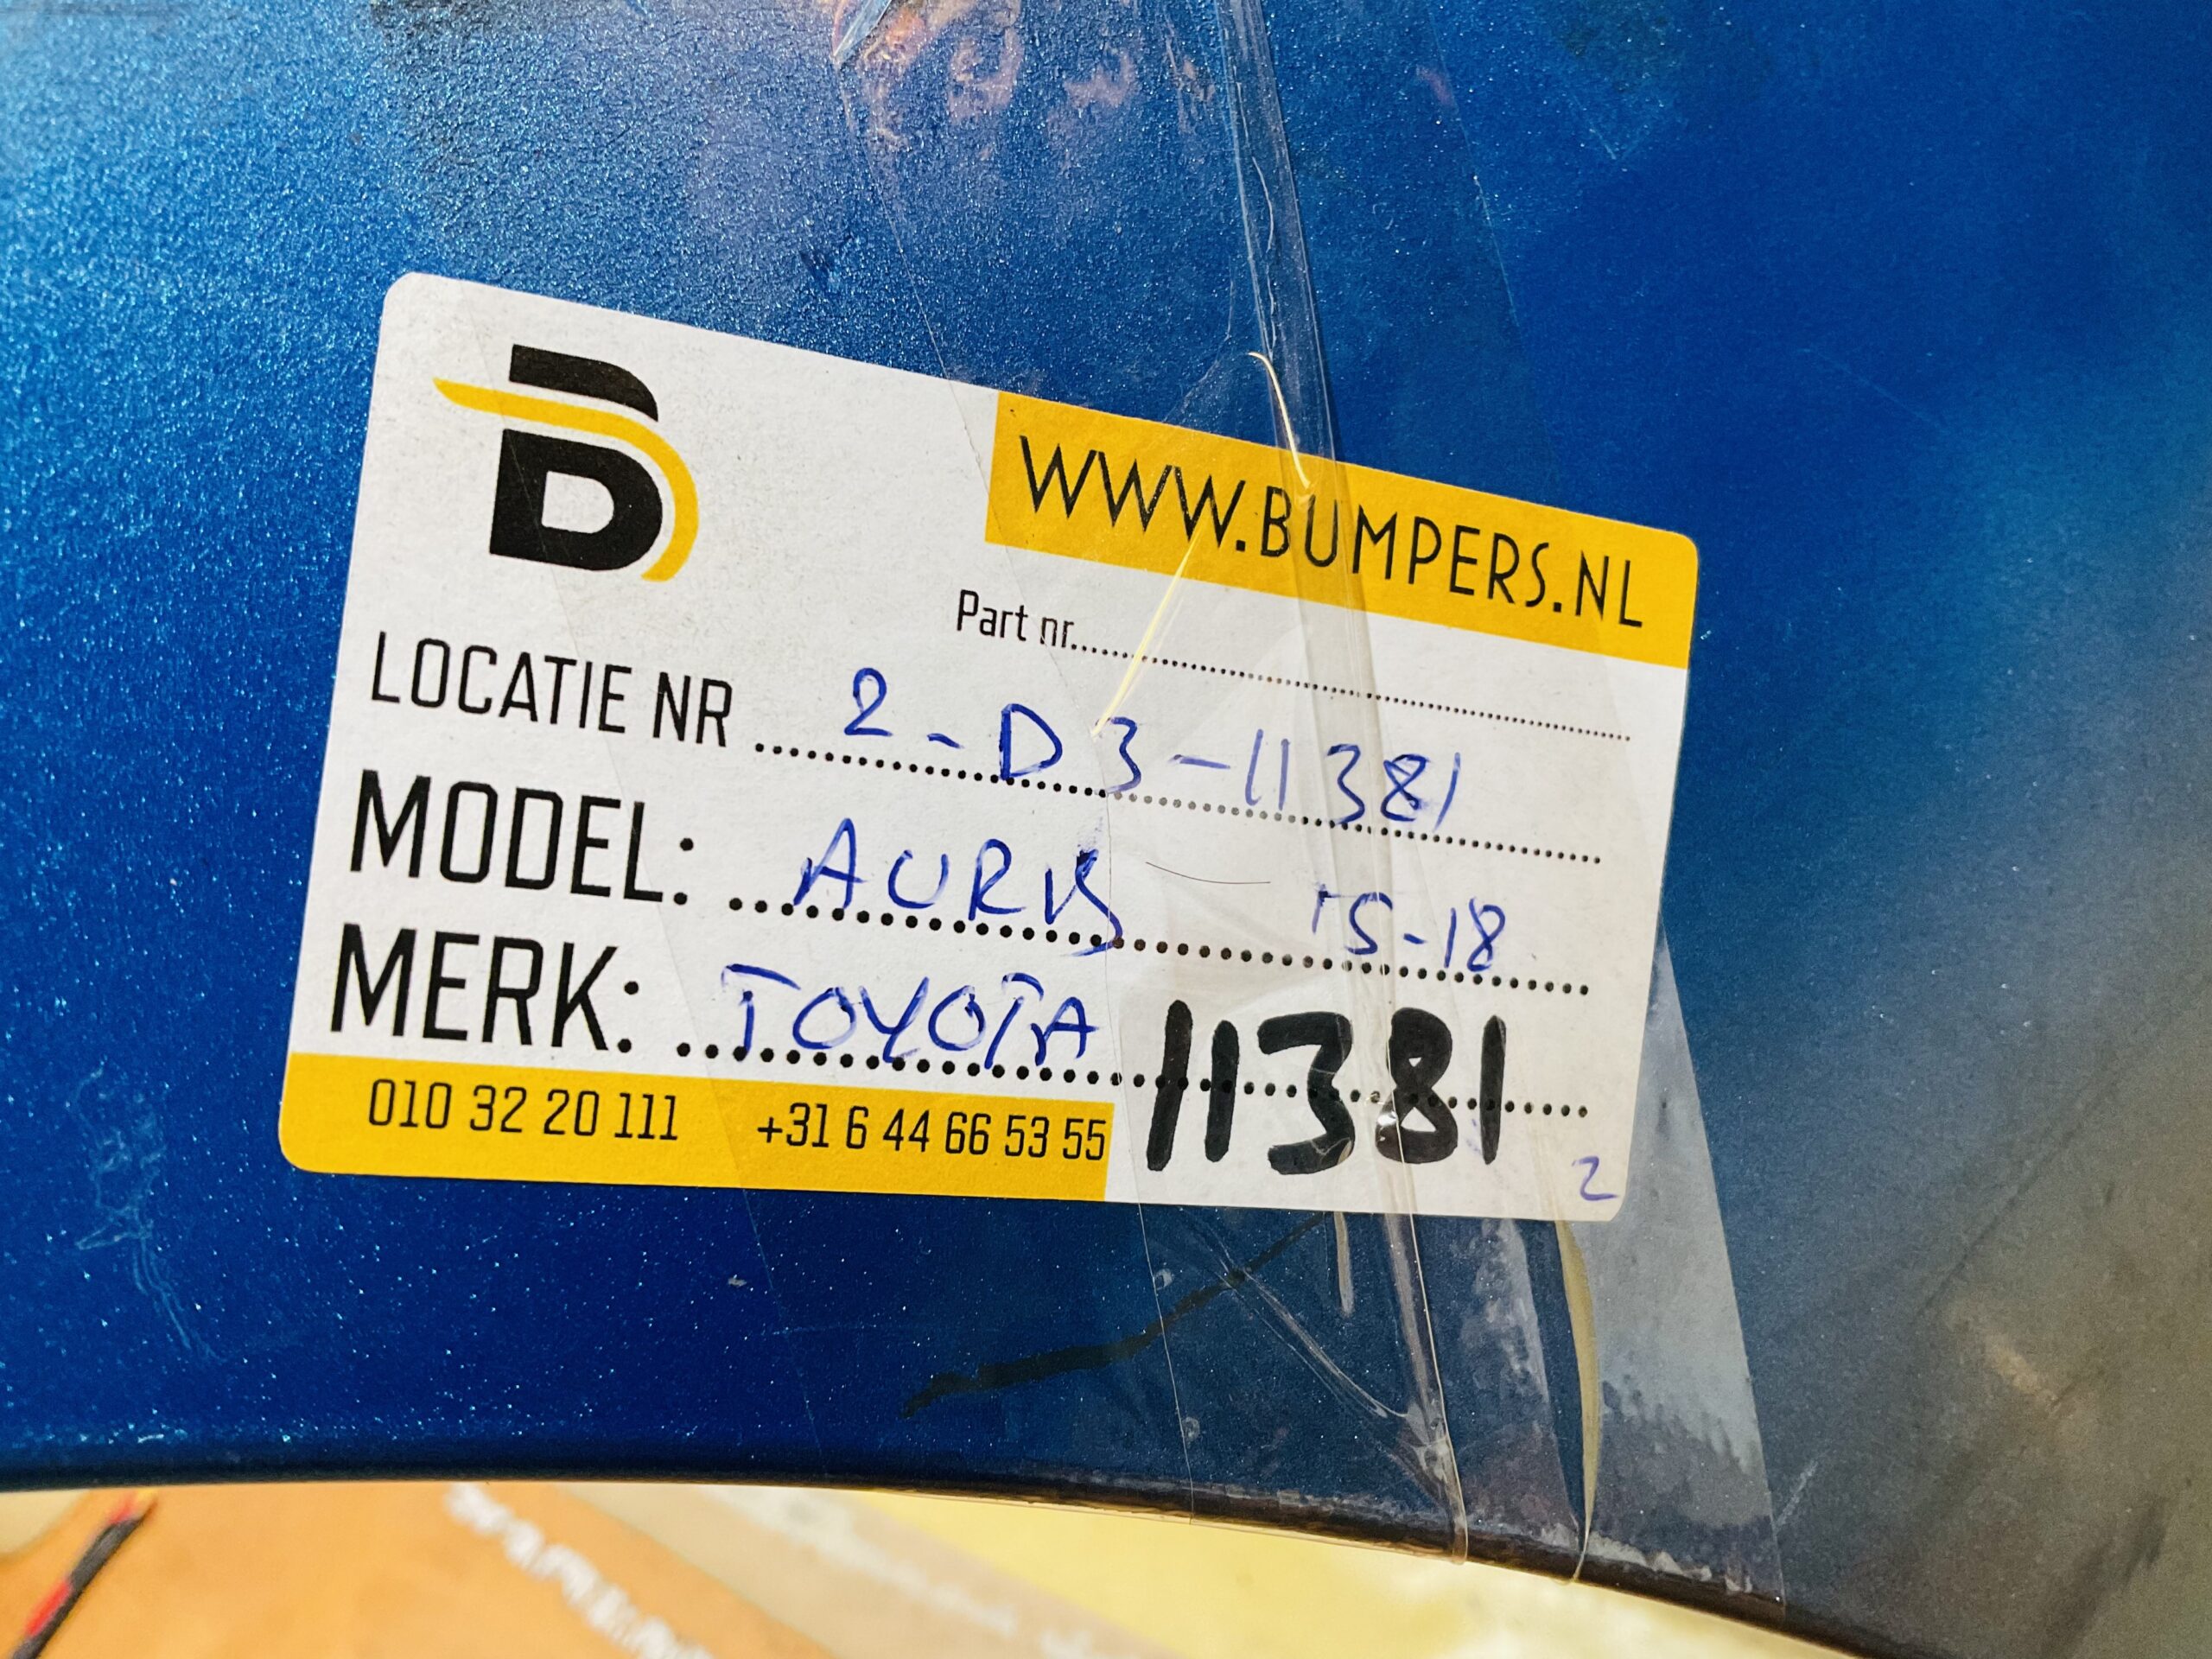 B
WWW.BUMPERS.NL
Part nr..........
LOCATIE NR .......... 2-D3-11381
MODEL: .......... AURIS 15-18
MERK: .......... TOYOTA
11381
010 32 20 111 +31 6 44 66 53 55
2